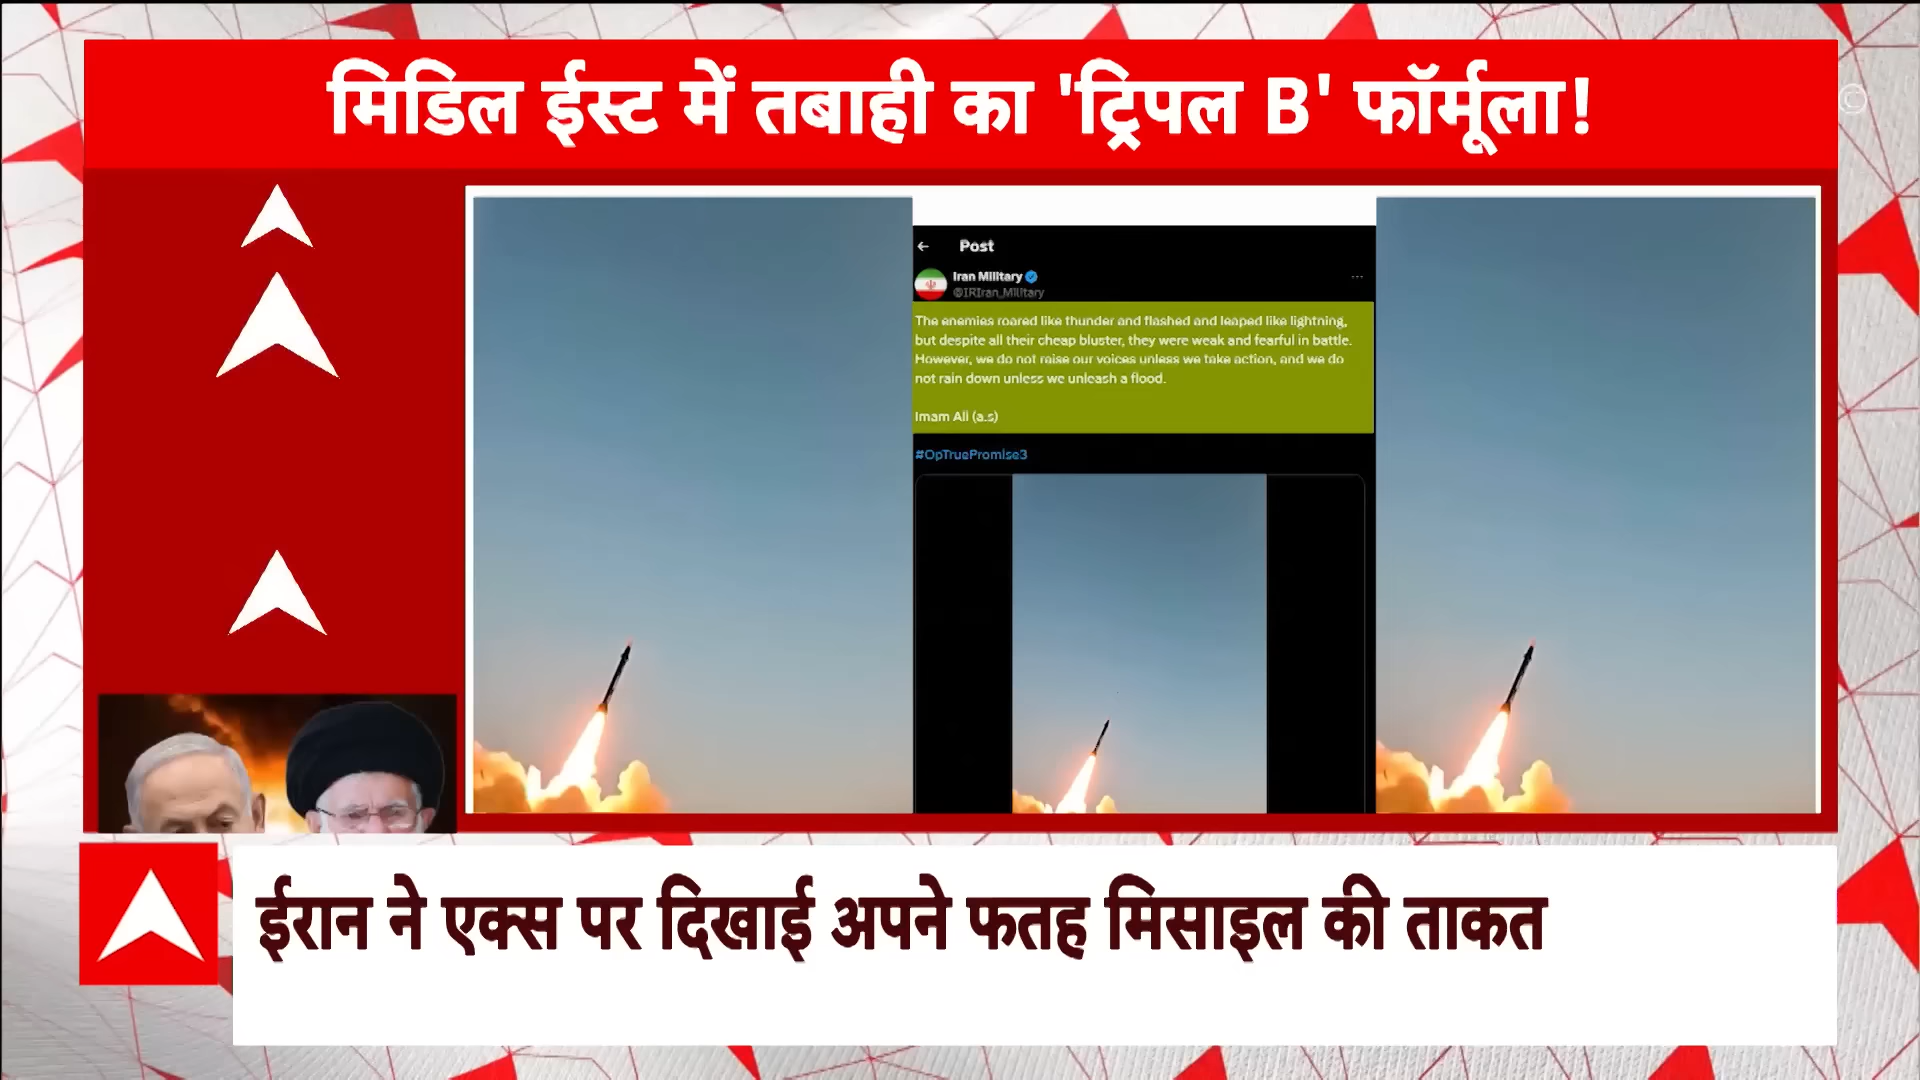 मिडिल ईस्ट में तबाही का 'ट्रिपल B' फॉर्मूला!
©
← Post
Iran Military
@IRIran_Military
The enemies roared like thunder and flashed and leaped like lightning,
but despite all their cheap bluster, they were weak and fearful in battle.
However, we do not raise our voices unless we take action, and we do
not rain down unless we unleash a flood.
Imam Ali (a.s)
#OpTruePromise3
ईरान ने एक्स पर दिखाई अपने फतह मिसाइल की ताकत